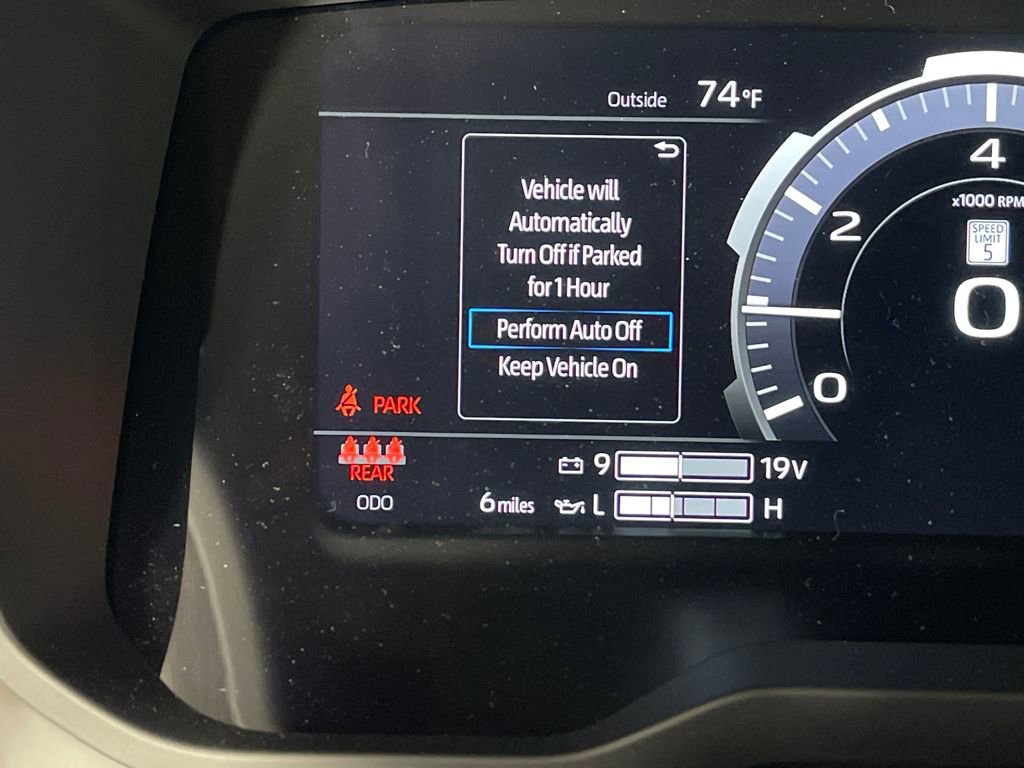 Outside 74°F
Vehicle will
Automatically
Turn Off if Parked
for 1 Hour
Perform Auto Off
Keep Vehicle On
4
x1000 RPM
2
SPEED
LIMIT
5
0
0
PARK
REAR
9 19V
ODO 6 miles L H